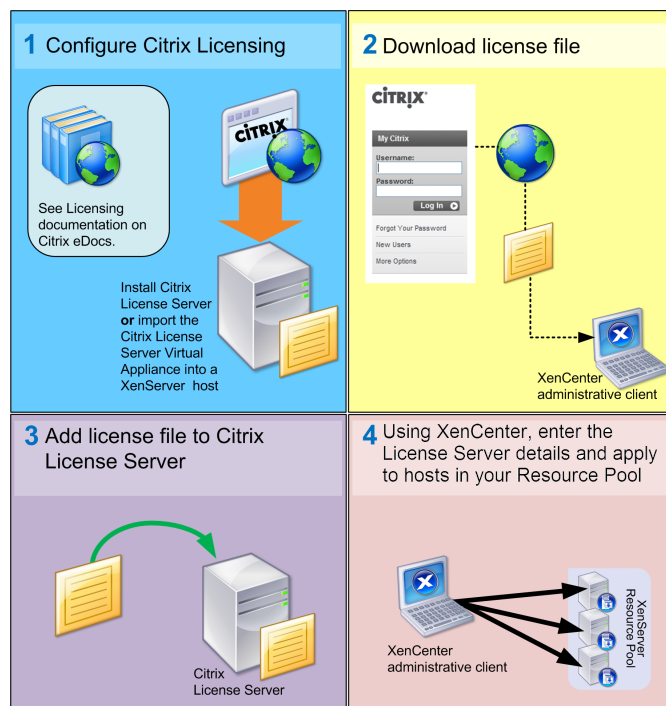 1 Configure Citrix Licensing
CİTRIX
See Licensing
documentation on
Citrix eDocs.
Install Citrix
License Server
or import the
Citrix License
Server Virtual
Appliance into a
XenServer host
2 Download license file
CİTRIX
My Citrix
Username:
Password:
Log In
Forgot Your Password
New Users
More Options
X
XenCenter
administrative client
3 Add license file to Citrix
License Server
Citrix
License Server
4 Using XenCenter, enter the
License Server details and apply
to hosts in your Resource Pool
X
XenCenter
administrative client
XenServer
Resource Pool